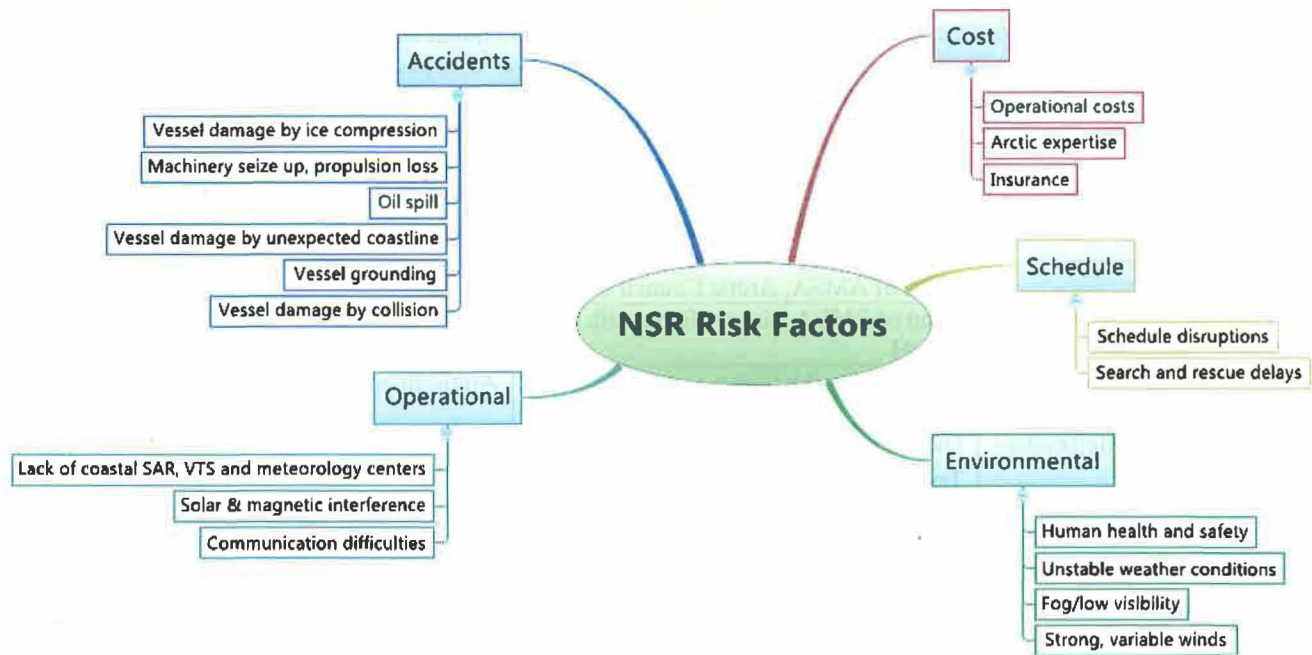 Accidents
Vessel damage by ice compression
Machinery seize up, propulsion loss
Oil spill
Vessel damage by unexpected coastline
Vessel grounding
Vessel damage by collision
Operational
Lack of coastal SAR, VTS and meteorology centers
Solar & magnetic interference
Communication difficulties
NSR Risk Factors
Cost
Operational costs
Arctic expertise
Insurance
Schedule
Schedule disruptions
Search and rescue delays
Environmental
Human health and safety
Unstable weather conditions
Fog/low visibility
Strong, variable winds